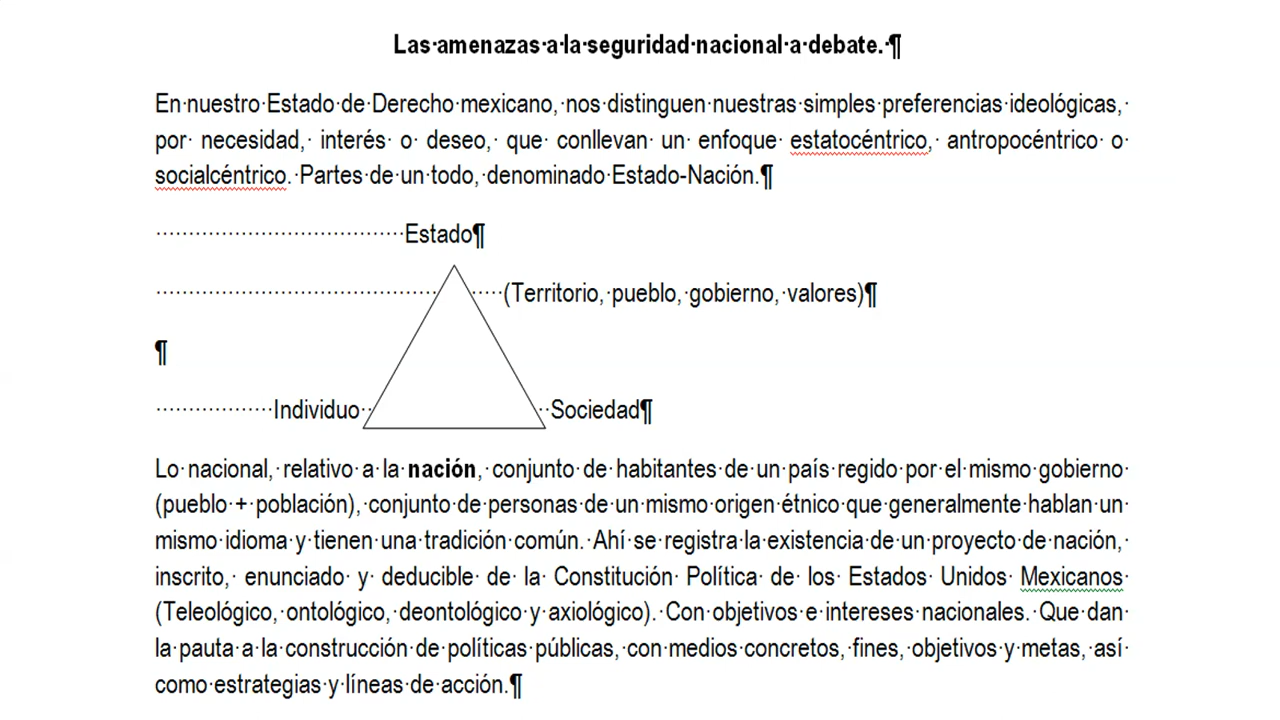 Las amenazas a la seguridad nacional a debate. ¶
En nuestro Estado de Derecho mexicano, nos distinguen nuestras simples preferencias ideológicas,
por necesidad, interés o deseo, que conllevan un enfoque estatocéntrico, antropocéntrico o
socialcéntrico. Partes de un todo, denominado Estado-Nación.¶
Estado¶
(Territorio, pueblo, gobierno, valores)¶
¶
Individuo Sociedad¶
Lo nacional, relativo a la nación, conjunto de habitantes de un país regido por el mismo gobierno
(pueblo + población), conjunto de personas de un mismo origen étnico que generalmente hablan un
mismo idioma y tienen una tradición común. Ahí se registra la existencia de un proyecto de nación,
inscrito, enunciado y deducible de la Constitución Política de los Estados Unidos Mexicanos
(Teleológico, ontológico, deontológico y axiológico). Con objetivos e intereses nacionales. Que dan
la pauta a la construcción de políticas públicas, con medios concretos, fines, objetivos y metas, así
como estrategias y líneas de acción.¶